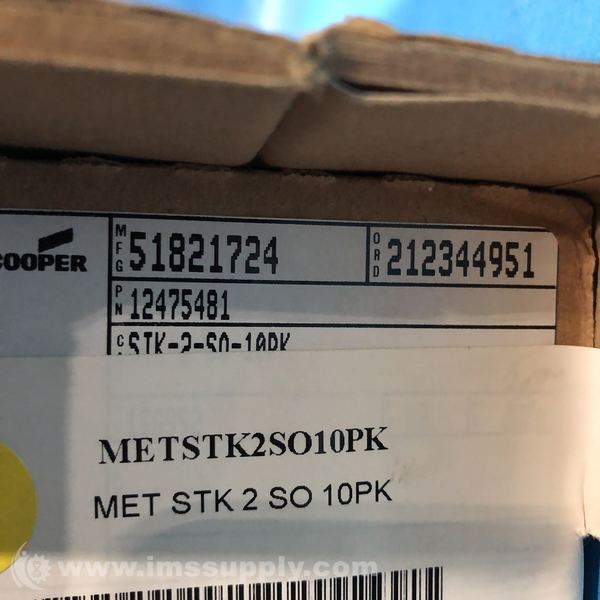 COOPER
MFG 51821724 ORD 212344951
PN 12475481
C STK-2-SO-10PK
METSTK2SO10PK
MET STK 2 SO 10PK
www.imssupply.com